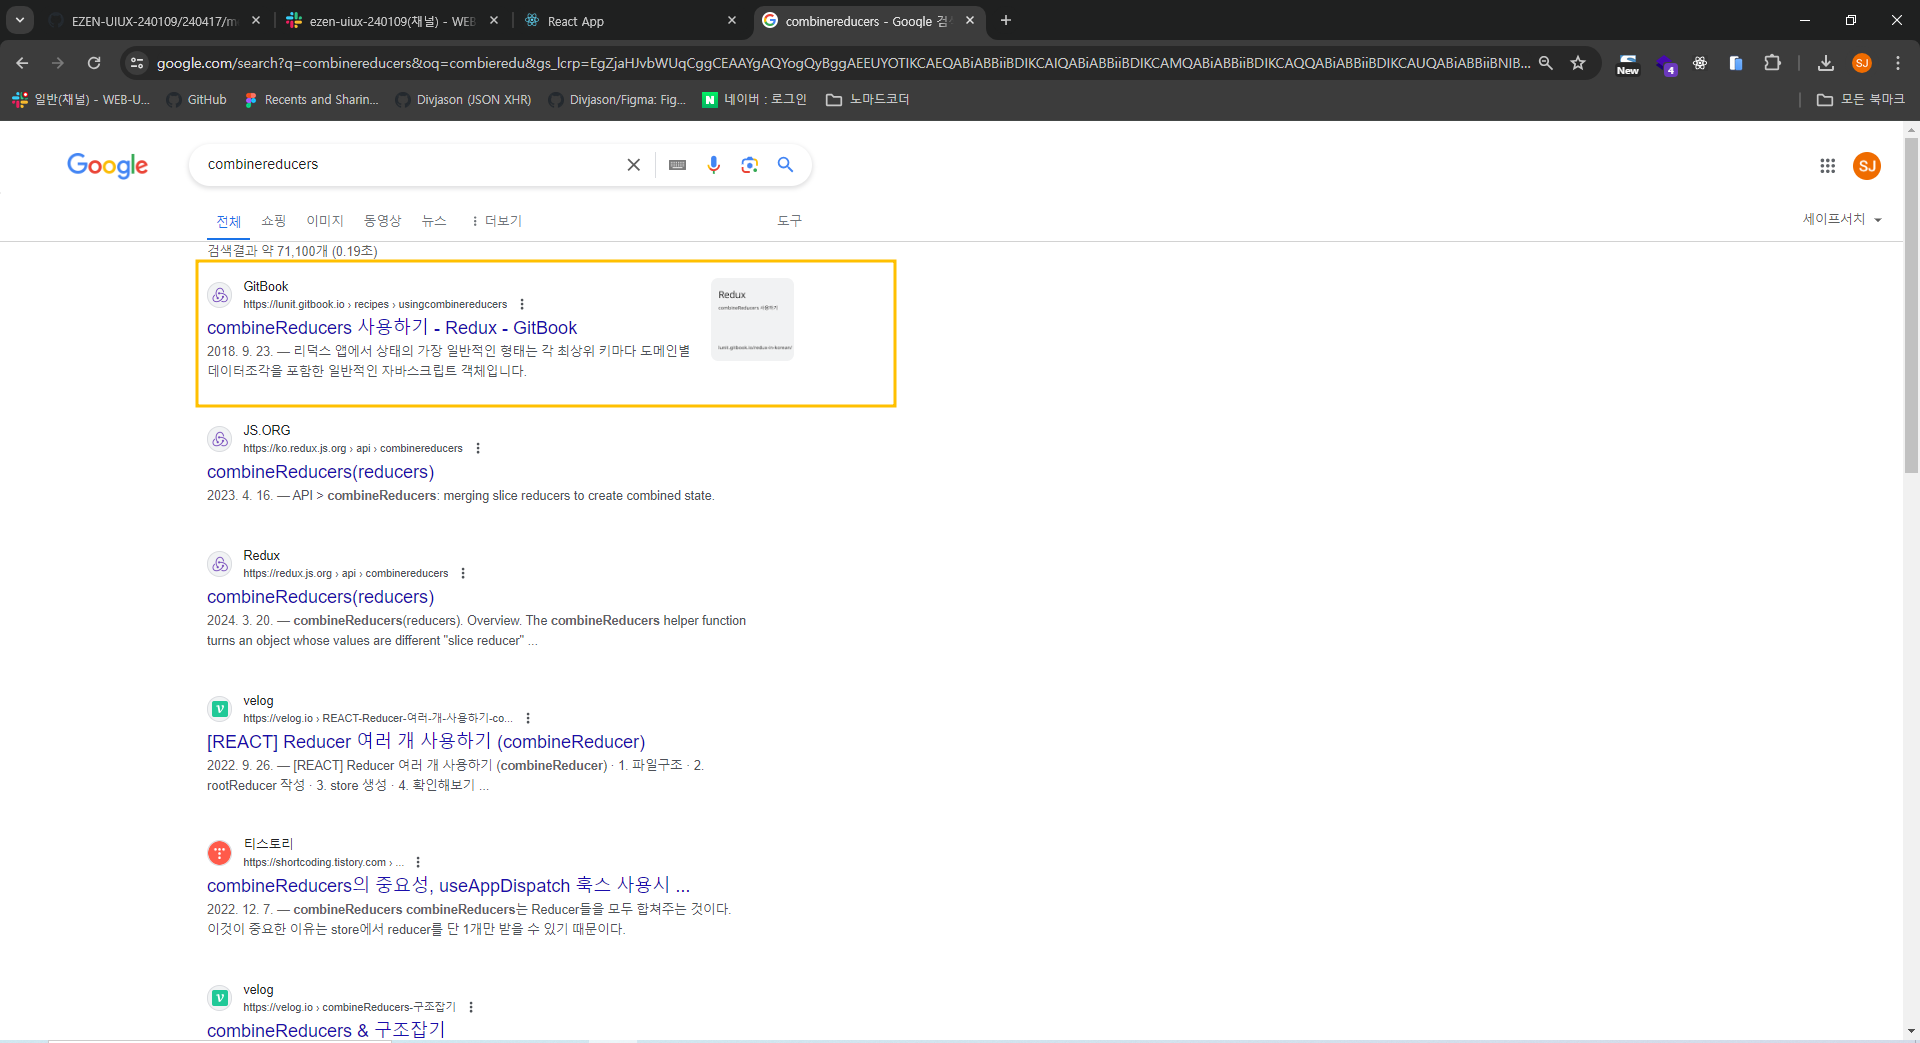 EZEN-UIUX-240109/240417/m
ezen-uiux-240109(채널) - WEB
React App
combinereducers - Google 검색
google.com/search?q=combinereducers&oq=combieredu&gs_lcrp=EgZjaHJvbWUqCggCEAAYgAQYogQyBggAEEUYOTIKCAEQABiABBiiBDIKCAIQABiABBiiBDIKCAMQABiABBiiBDIKCAQQABiABBiiBDIKCAUQABiABBiiBNIB...
New
4
SJ
일반(채널) - WEB-U...
GitHub
Recents and Sharin...
Divjason (JSON XHR)
Divjason/Figma: Fig...
N 네이버 : 로그인
노마드코더
모든 북마크
Google
combinereducers
SJ
전체
쇼핑
이미지
동영상
뉴스
더보기
도구
세이프서치
검색결과 약 71,100개 (0.19초)
GitBook
https://lunit.gitbook.io › recipes › usingcombinereducers
combineReducers 사용하기 - Redux - GitBook
2018. 9. 23. — 리덕스 앱에서 상태의 가장 일반적인 형태는 각 최상위 키마다 도메인별
데이터조각을 포함한 일반적인 자바스크립트 객체입니다.
Redux
combineReducers 사용하기
lunit.gitbook.io/redux-in-korean/
JS.ORG
https://ko.redux.js.org › api › combinereducers
combineReducers(reducers)
2023. 4. 16. — API > combineReducers: merging slice reducers to create combined state.
Redux
https://redux.js.org › api › combinereducers
combineReducers(reducers)
2024. 3. 20. — combineReducers(reducers). Overview. The combineReducers helper function
turns an object whose values are different "slice reducer" ...
velog
https://velog.io › REACT-Reducer-여러-개-사용하기-co...
[REACT] Reducer 여러 개 사용하기 (combineReducer)
2022. 9. 26. — [REACT] Reducer 여러 개 사용하기 (combineReducer) · 1. 파일구조 · 2.
rootReducer 작성 · 3. store 생성 · 4. 확인해보기 ...
티스토리
https://shortcoding.tistory.com › ...
combineReducers의 중요성, useAppDispatch 훅스 사용시 ...
2022. 12. 7. — combineReducers combineReducers는 Reducer들을 모두 합쳐주는 것이다.
이것이 중요한 이유는 store에서 reducer를 단 1개만 받을 수 있기 때문이다.
velog
https://velog.io › combineReducers-구조잡기
combineReducers & 구조잡기